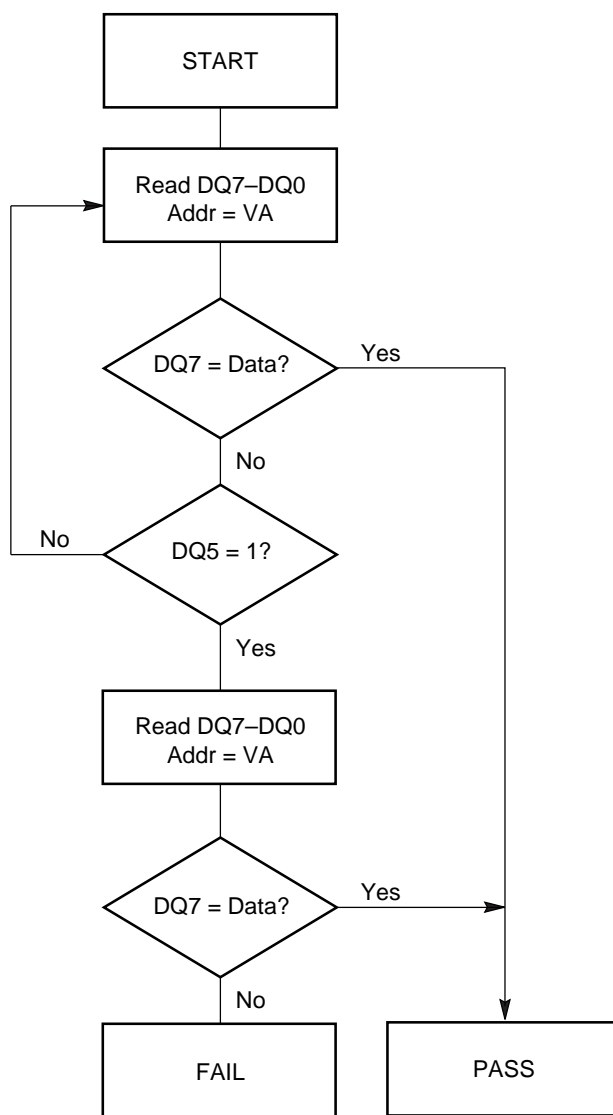 START
Read DQ7–DQ0
Addr = VA
DQ7 = Data?
Yes
No
DQ5 = 1?
No
Yes
Read DQ7–DQ0
Addr = VA
DQ7 = Data?
Yes
No
FAIL
PASS